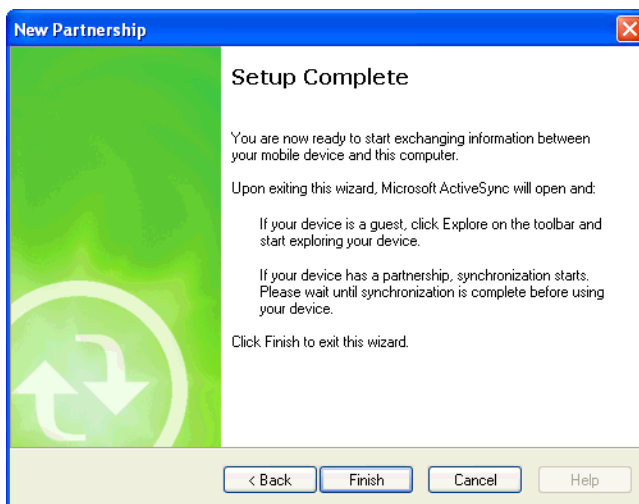 New Partnership
Setup Complete
You are now ready to start exchanging information between
your mobile device and this computer.
Upon exiting this wizard, Microsoft ActiveSync will open and:
If your device is a guest, click Explore on the toolbar and
start exploring your device.
If your device has a partnership, synchronization starts.
Please wait until synchronization is complete before using
your device.
Click Finish to exit this wizard.
< Back Finish Cancel Help